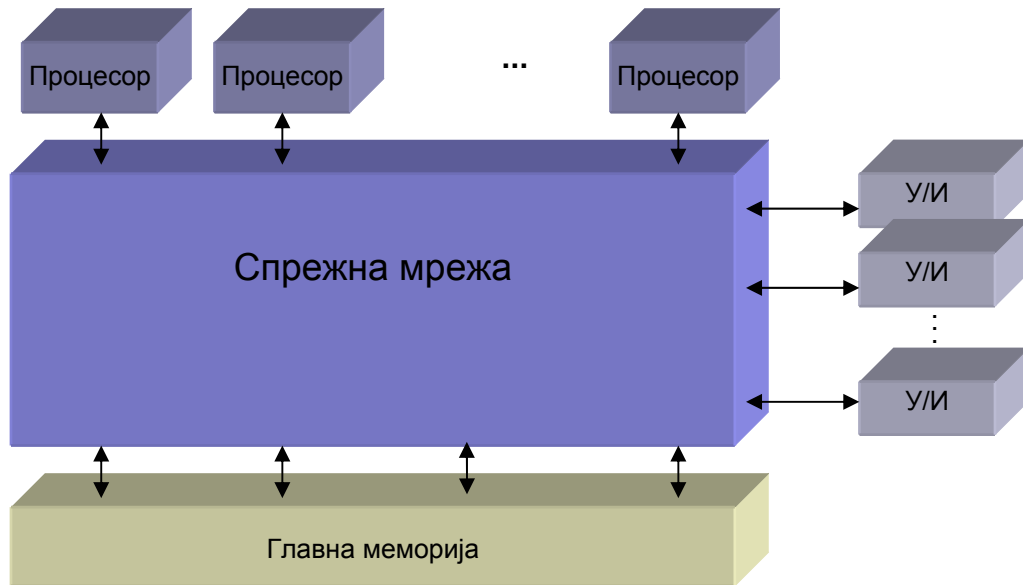 Процесор
Процесор
...
Процесор
У/И
Спрежна мрежа
У/И
...
У/И
Главна меморија